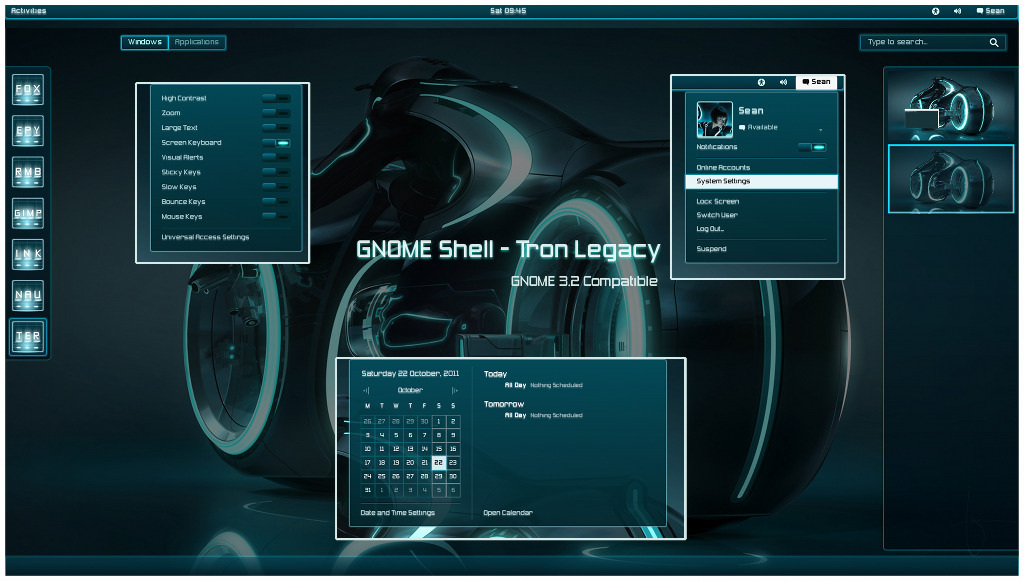 Activities
Sat 09:45
Sean
Windows
Applications
Type to search...
FOX
EPY
RMB
GIMP
INK
NAU
TER
High Contrast
Zoom
Large Text
Screen Keyboard
Visual Alerts
Sticky Keys
Slow Keys
Bounce Keys
Mouse Keys
Universal Access Settings
Sean
Sean
Available
Notifications
Online Accounts
System Settings
Lock Screen
Switch User
Log Out...
Suspend
GNOME Shell - Tron Legacy
GNOME 3.2 Compatible
Saturday 22 October, 2011
October
M T W T F S S
26 27 28 29 30 1 2
3 4 5 6 7 8 9
10 11 12 13 14 15 16
17 18 19 20 21 22 23
24 25 26 27 28 29 30
31 1 2 3 4 5 6
Date and Time Settings
Today
All Day Nothing Scheduled
Tomorrow
All Day Nothing Scheduled
Open Calendar